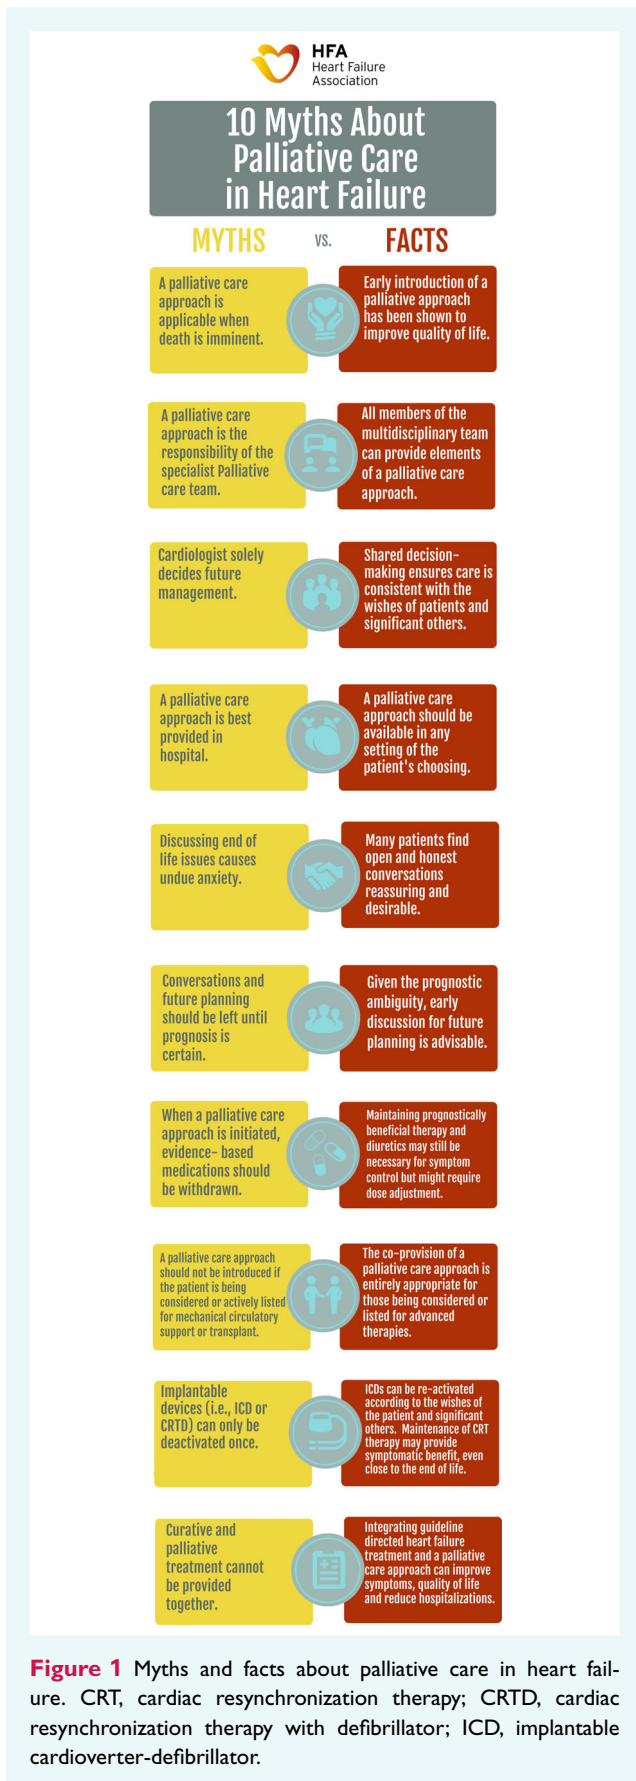 HFA
Heart Failure
Association
10 Myths About
Palliative Care
in Heart Failure
MYTHS
VS.
FACTS
A palliative care
approach is
applicable when
death is imminent.
Early introduction of a
palliative approach
has been shown to
improve quality of life.
A palliative care
approach is the
responsibility of the
specialist Palliative
care team.
All members of the
multidisciplinary team
can provide elements
of a palliative care
approach.
Cardiologist solely
decides future
management.
Shared decision-
making ensures care is
consistent with the
wishes of patients and
significant others.
A palliative care
approach is best
provided in
hospital.
A palliative care
approach should be
available in any
setting of the
patient's choosing.
Discussing end of
life issues causes
undue anxiety.
Many patients find
open and honest
conversations
reassuring and
desirable.
Conversations and
future planning
should be left until
prognosis is
certain.
Given the prognostic
ambiguity, early
discussion for future
planning is advisable.
When a palliative care
approach is initiated,
evidence- based
medications should
be withdrawn.
Maintaining prognostically
beneficial therapy and
diuretics may still be
necessary for symptom
control but might require
dose adjustment.
A palliative care approach
should not be introduced if
the patient is being
considered or actively listed
for mechanical circulatory
support or transplant.
The co-provision of a
palliative care approach is
entirely appropriate for
those being considered or
listed for advanced
therapies.
Implantable
devices (i.e., ICD or
CRTD) can only be
deactivated once.
ICDs can be re-activated
according to the wishes of
the patient and significant
others. Maintenance of CRT
therapy may provide
symptomatic benefit, even
close to the end of life.
Curative and
palliative
treatment cannot
be provided
together.
Integrating guideline
directed heart failure
treatment and a palliative
care approach can improve
symptoms, quality of life
and reduce hospitalizations.
Figure 1 Myths and facts about palliative care in heart fail-
ure. CRT, cardiac resynchronization therapy; CRTD, cardiac
resynchronization therapy with defibrillator; ICD, implantable
cardioverter-defibrillator.